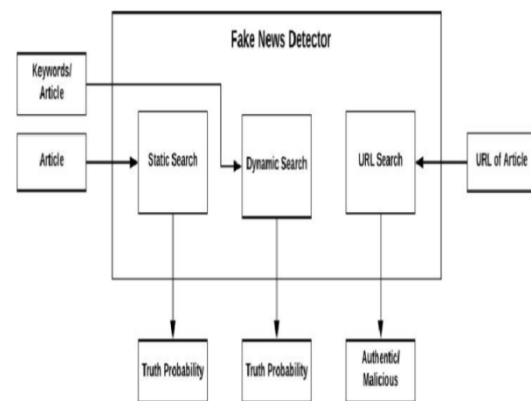 Fake News Detector
Keywords/
Article
Article
Static Search
Dynamic Search
URL Search
URL of Article
Truth Probability
Truth Probability
Authentic/
Malicious